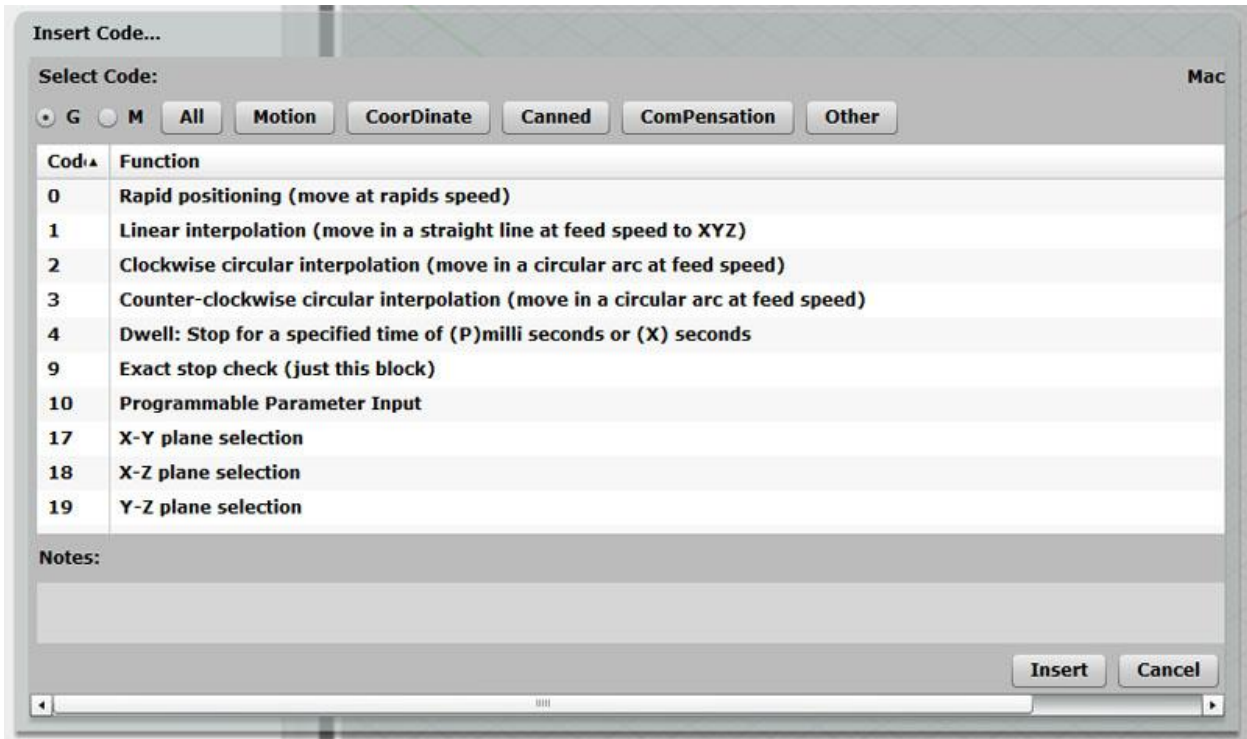 Insert Code...
Select Code:
Mac
G M All Motion CoorDinate Canned ComPensation Other
Cod Function
0 Rapid positioning (move at rapids speed)
1 Linear interpolation (move in a straight line at feed speed to XYZ)
2 Clockwise circular interpolation (move in a circular arc at feed speed)
3 Counter-clockwise circular interpolation (move in a circular arc at feed speed)
4 Dwell: Stop for a specified time of (P)milli seconds or (X) seconds
9 Exact stop check (just this block)
10 Programmable Parameter Input
17 X-Y plane selection
18 X-Z plane selection
19 Y-Z plane selection
Notes:
Insert Cancel